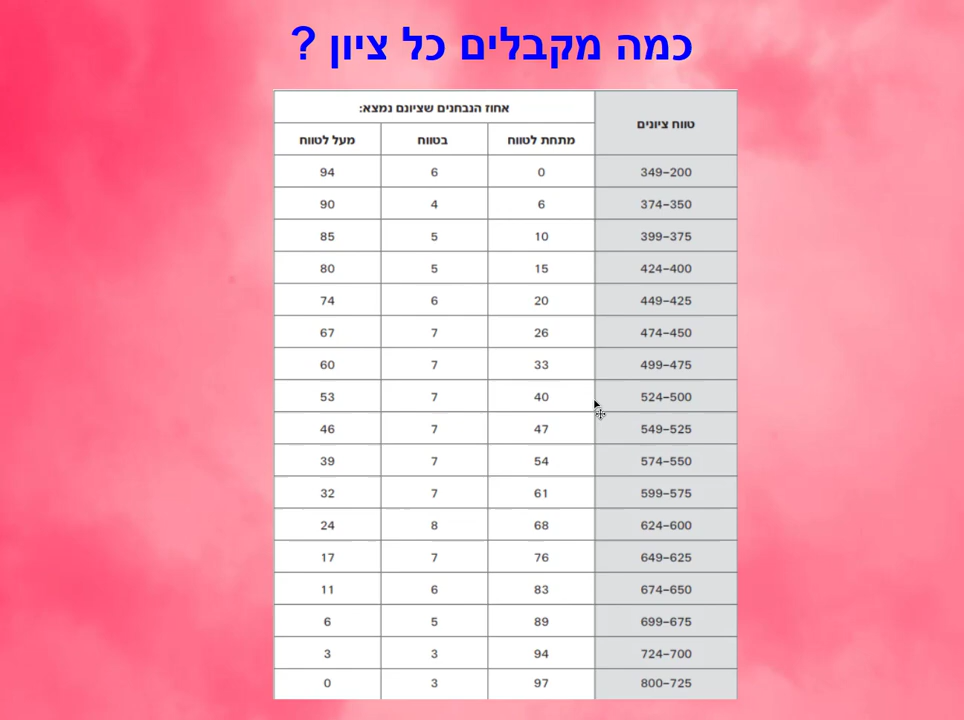 כמה מקבלים כל ציון ?
טווח ציונים אחוז הנבחנים שציונם נמצא:
מתחת לטווח בטווח מעל לטווח
349–200 0 6 94
374–350 6 4 90
399–375 10 5 85
424–400 15 5 80
449–425 20 6 74
474–450 26 7 67
499–475 33 7 60
524–500 40 7 53
549–525 47 7 46
574–550 54 7 39
599–575 61 7 32
624–600 68 8 24
649–625 76 7 17
674–650 83 6 11
699–675 89 5 6
724–700 94 3 3
800–725 97 3 0